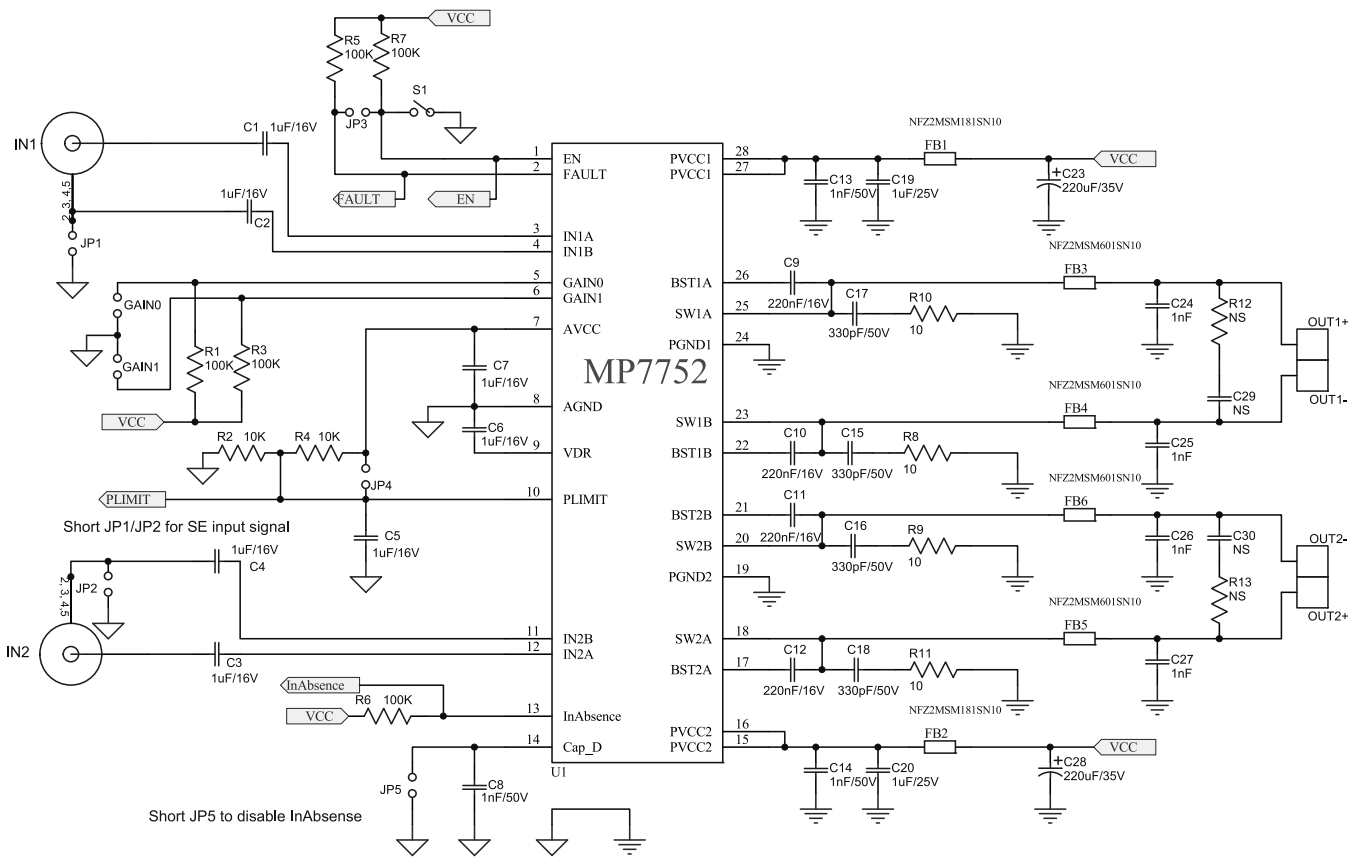 VCC
R5
100K
R7
100K
S1
JP3
IN1
C1
1uF/16V
2, 3, 4,5
1uF/16V
C2
JP1
FAULT
EN
GAIN0
GAIN1
R1
100K
R3
100K
VCC
C7
1uF/16V
C6
1uF/16V
R2
10K
R4
10K
JP4
PLIMIT
C5
1uF/16V
Short JP1/JP2 for SE input signal
1uF/16V
C4
2, 3, 4,5
JP2
IN2
C3
1uF/16V
InAbsence
VCC
R6
100K
JP5
C8
1nF/50V
Short JP5 to disable InAbsense
MP7752
U1
1 EN
2 FAULT
3 IN1A
4 IN1B
5 GAIN0
6 GAIN1
7 AVCC
8 AGND
9 VDR
10 PLIMIT
11 IN2B
12 IN2A
13 InAbsence
14 Cap_D
PVCC1 28
PVCC1 27
BST1A 26
SW1A 25
PGND1 24
SW1B 23
BST1B 22
BST2B 21
SW2B 20
PGND2 19
SW2A 18
BST2A 17
PVCC2 16
PVCC2 15
NFZ2MSM181SN10
FB1
C13
1nF/50V
C19
1uF/25V
+
C23
220uF/35V
VCC
NFZ2MSM601SN10
FB3
C9
220nF/16V
C17
330pF/50V
R10
10
C24
1nF
R12
NS
OUT1+
C29
NS
OUT1-
NFZ2MSM601SN10
FB4
C10
220nF/16V
C15
330pF/50V
R8
10
C25
1nF
NFZ2MSM601SN10
FB6
C11
220nF/16V
C16
330pF/50V
R9
10
C26
1nF
C30
NS
OUT2-
R13
NS
OUT2+
NFZ2MSM601SN10
FB5
C12
220nF/16V
C18
330pF/50V
R11
10
C27
1nF
NFZ2MSM181SN10
FB2
C14
1nF/50V
C20
1uF/25V
+
C28
220uF/35V
VCC